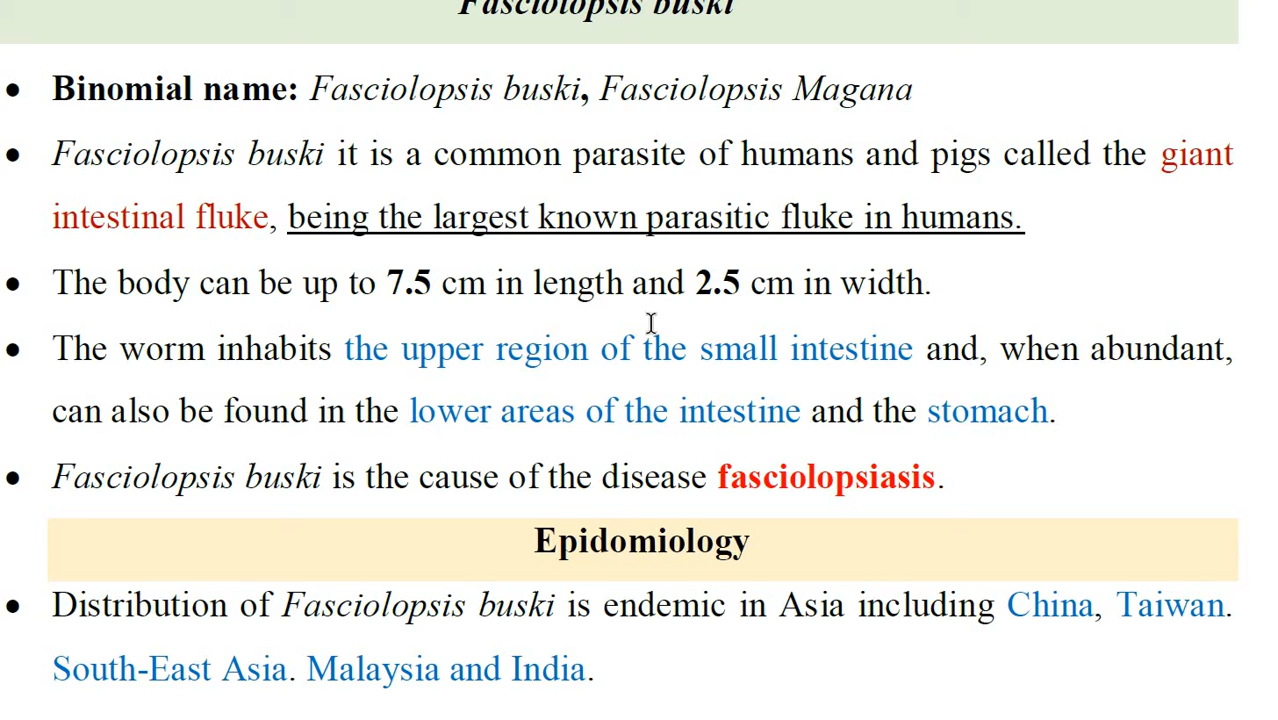 Fasciolopsis buski
• Binomial name: Fasciolopsis buski, Fasciolopsis Magana
• Fasciolopsis buski it is a common parasite of humans and pigs called the giant
intestinal fluke, being the largest known parasitic fluke in humans.
• The body can be up to 7.5 cm in length and 2.5 cm in width.
• The worm inhabits the upper region of the small intestine and, when abundant,
can also be found in the lower areas of the intestine and the stomach.
• Fasciolopsis buski is the cause of the disease fasciolopsiasis.
Epidomiology
• Distribution of Fasciolopsis buski is endemic in Asia including China, Taiwan.
South-East Asia. Malaysia and India.